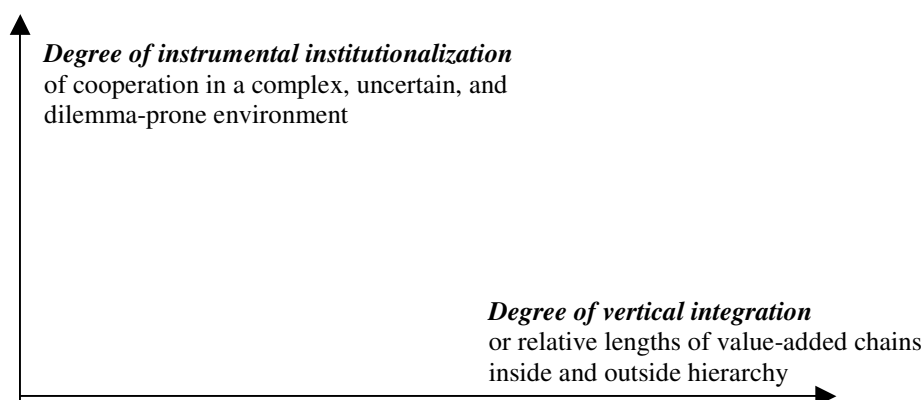 Degree of instrumental institutionalization
of cooperation in a complex, uncertain, and
dilemma-prone environment
Degree of vertical integration
or relative lengths of value-added chains
inside and outside hierarchy